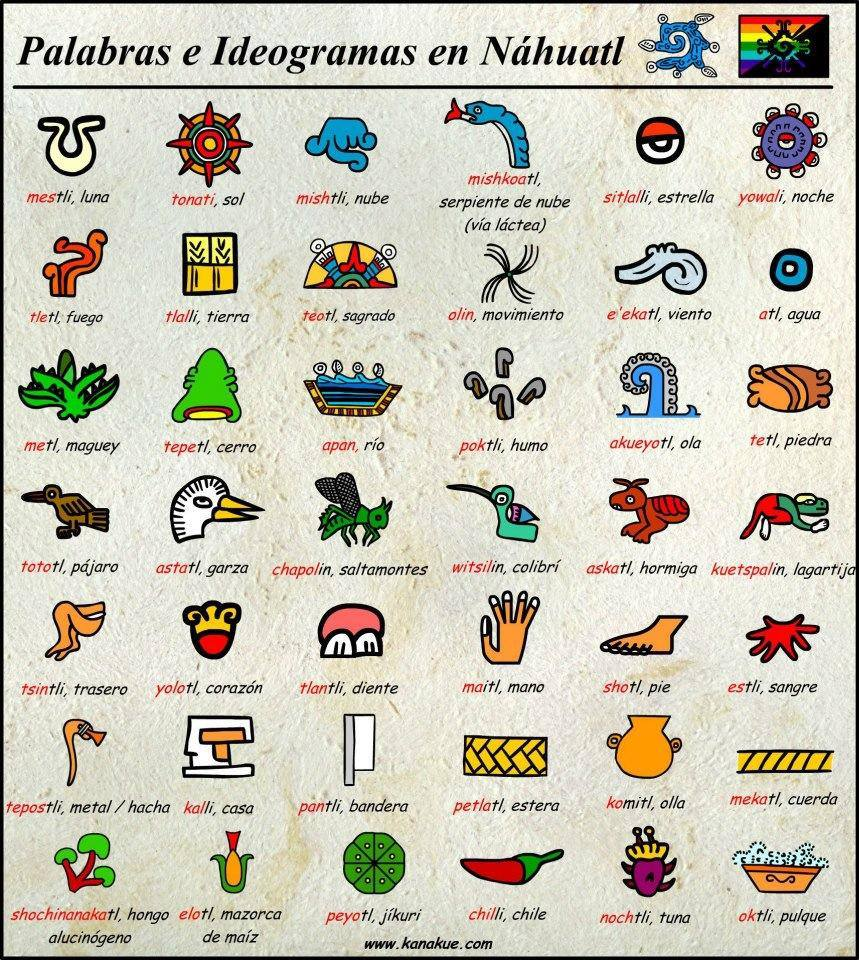 Palabras e Ideogramas en Náhuatl
mestli, luna
tonati, sol
mishtli, nube
mishkoatl,
serpiente de nube
(vía láctea)
sitlalli, estrella
yowali, noche
tletl, fuego
tlalli, tierra
teotl, sagrado
olin, movimiento
e'ekatl, viento
atl, agua
metl, maguey
tepetl, cerro
apan, río
poktli, humo
akueyotl, ola
tetl, piedra
tototl, pájaro
astatl, garza
chapolin, saltamontes
witsilin, colibrí
askatl, hormiga
kuetspalin, lagartija
tsintli, trasero
yolotl, corazón
tlantli, diente
maitl, mano
shotl, pie
estli, sangre
tepostli, metal / hacha
kalli, casa
pantli, bandera
petlatl, estera
komitl, olla
mekatl, cuerda
shochinanakatl, hongo
alucinógeno
elotl, mazorca
de maíz
peyotl, jíkuri
chilli, chile
nochtli, tuna
oktli, pulque
www.kanakue.com